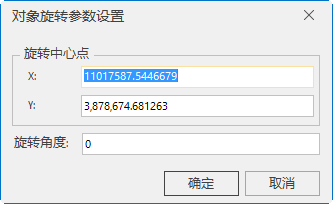 对象旋转参数设置
旋转中心点
X: 11017587.5446679
Y: 3,878,674.681263
旋转角度: 0
确定 取消